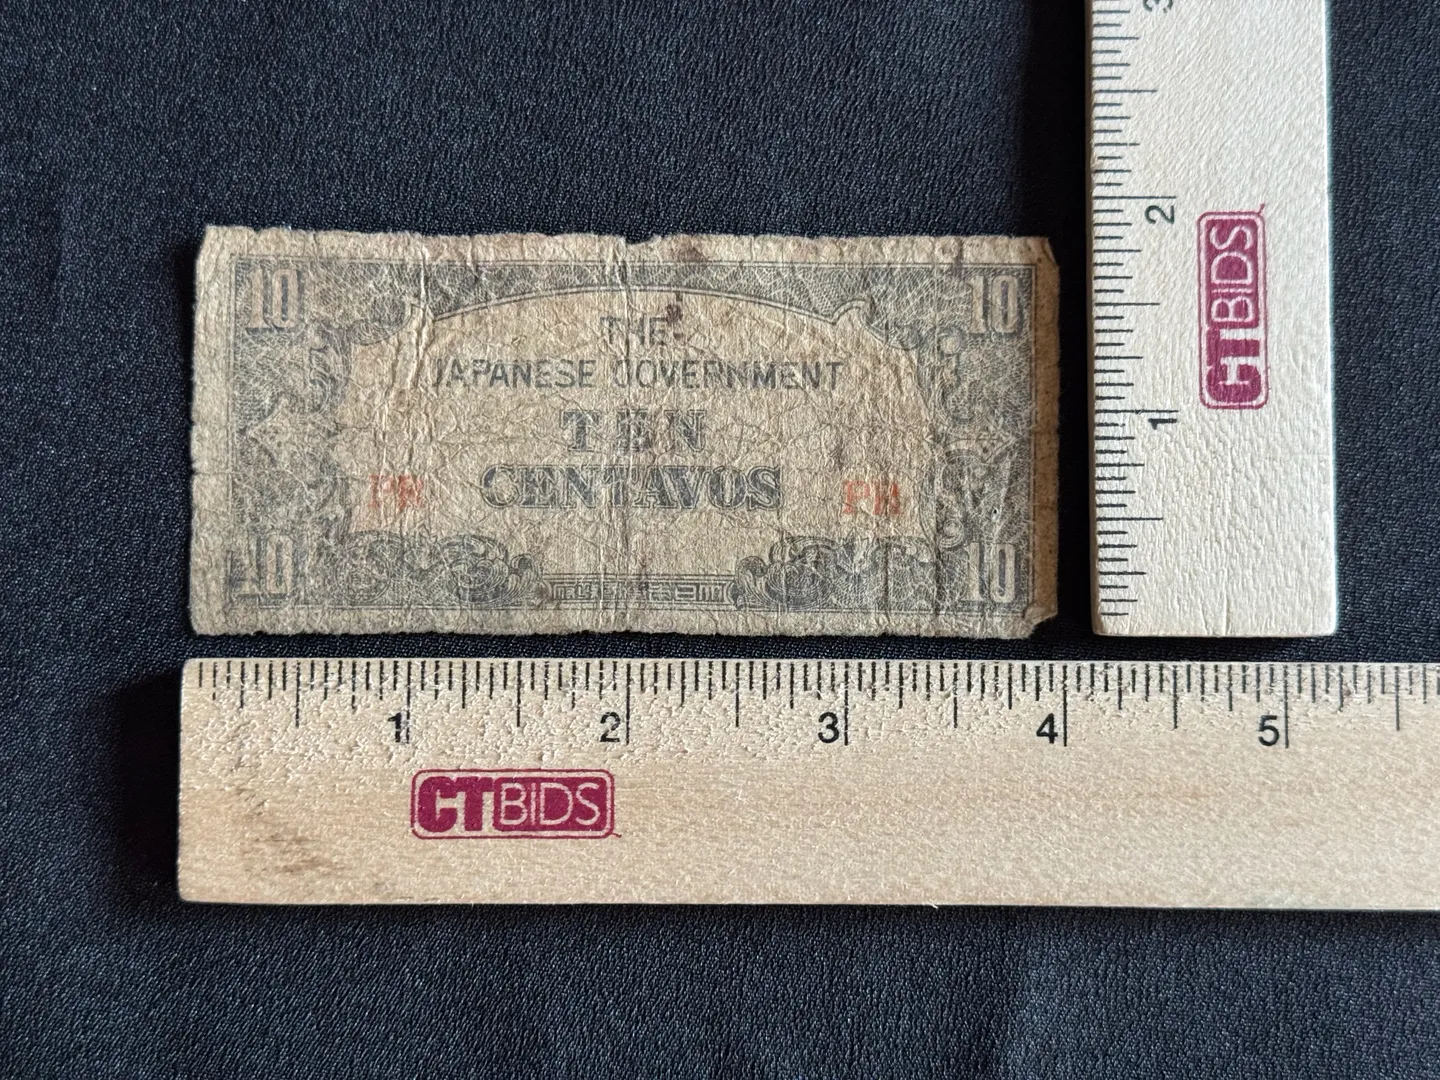 10 10
THE
JAPANESE GOVERNMENT
TEN
CENTAVOS
PB PB
10 10
1 2 3 4 5
CTBIDS
3
2
1
CTBIDS